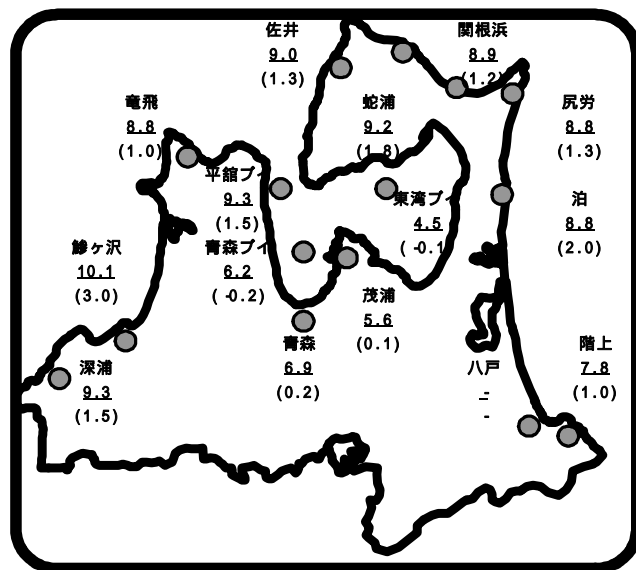 佐井
9.0
(1.3)
関根浜
8.9
(1.2)
竜飛
8.8
(1.0)
蛇浦
9.2
(1.8)
尻労
8.8
(1.3)
平舘ブイ
9.3
(1.5)
東湾ブイ
4.5
(-0.1
泊
8.8
(2.0)
鰺ヶ沢
10.1
(3.0)
青森ブイ
6.2
(-0.2)
茂浦
5.6
(0.1)
深浦
9.3
(1.5)
青森
6.9
(0.2)
八戸
-
-
階上
7.8
(1.0)